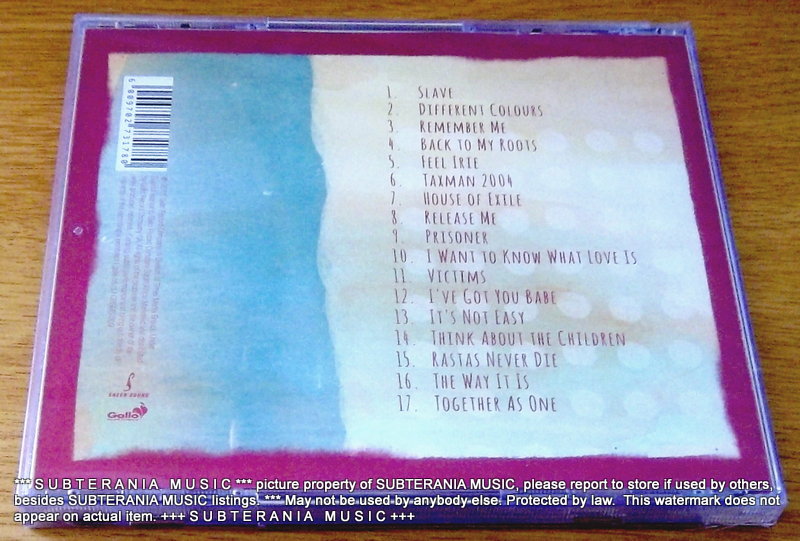 6 009702 731780
1. SLAVE
2. DIFFERENT COLOURS
3. REMEMBER ME
4. BACK TO MY ROOTS
5. FEEL IRIE
6. TAXMAN 2004
7. HOUSE OF EXILE
8. RELEASE ME
9. PRISONER
10. I WANT TO KNOW WHAT LOVE IS
11. VICTIMS
12. I'VE GOT YOU BABE
13. IT'S NOT EASY
14. THINK ABOUT THE CHILDREN
15. RASTAS NEVER DIE
16. THE WAY IT IS
17. TOGETHER AS ONE
SHEER SOUND
Gallo
*** S U B T E R A N I A   M U S I C *** picture property of SUBTERANIA MUSIC, please report to store if used by others,
besides SUBTERANIA MUSIC listings. *** May not be used by anybody else. Protected by law. This watermark does not
appear on actual item. +++ S U B T E R A N I A   M U S I C +++